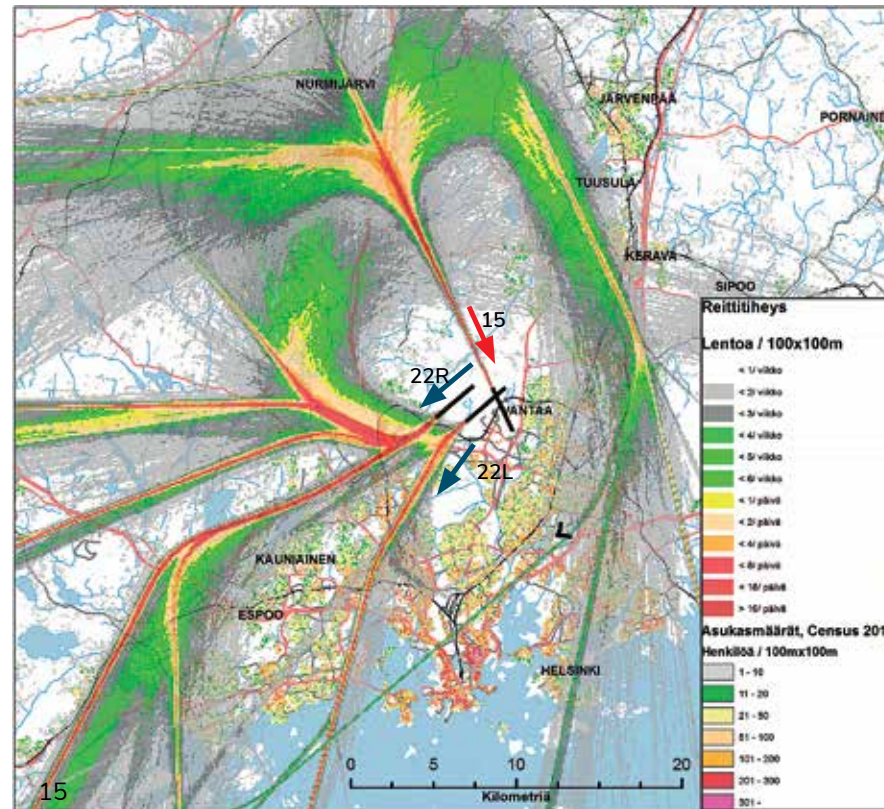 NURMIJÄRVI
JÄRVENPÄÄ
PORNAINE
TUUSULA
KERAVA
SIPOO
15
22R
VANTAA
22L
KAUNIAINEN
ESPOO
HELSINKI
15
0 5 10 15 20
Kilometriä
Reittitiheys
Lentoa / 100x100m
< 1/ viikko
< 2/ viikko
< 3/ viikko
< 4/ viikko
< 5/ viikko
< 6/ viikko
< 1/ päivä
< 2/ päivä
< 4/ päivä
< 8/ päivä
< 16/ päivä
> 16/ päivä
Asukasmäärät, Census 201
Henkilöä / 100mx100m
1 - 10
11 - 20
21 - 50
51 - 100
101 - 200
201 - 300
301 -